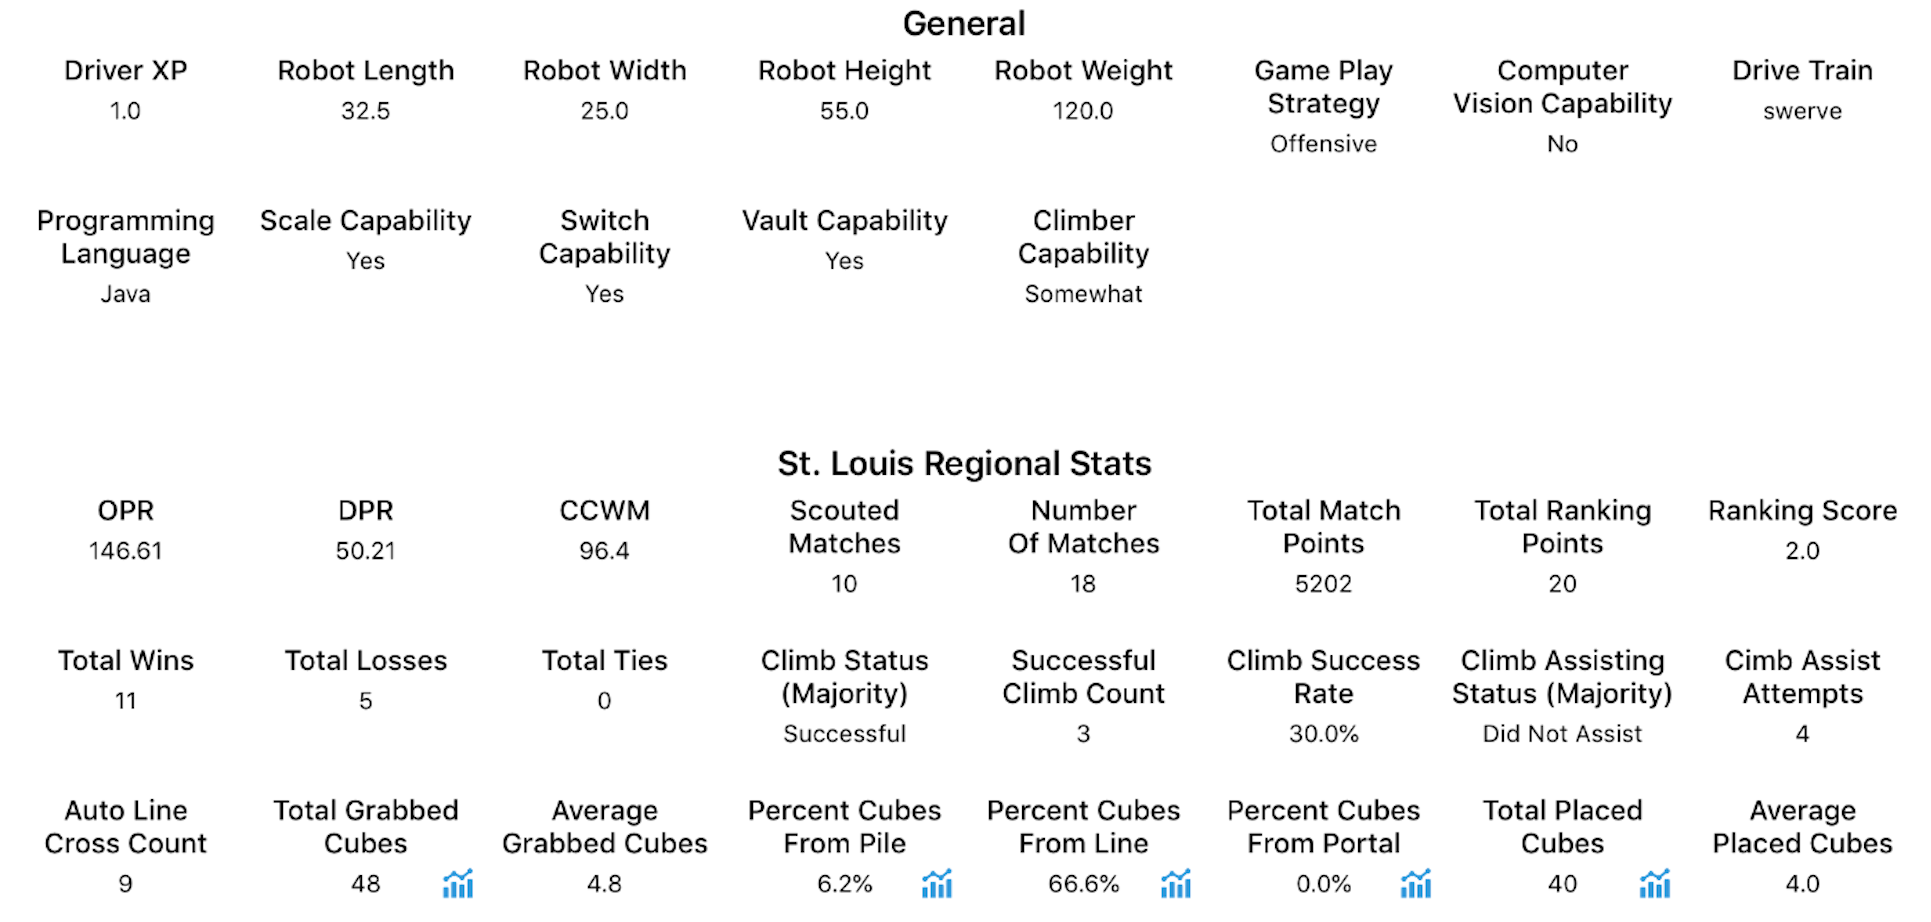 General
Driver XP
1.0
Robot Length
32.5
Robot Width
25.0
Robot Height
55.0
Robot Weight
120.0
Game Play
Strategy
Offensive
Computer
Vision Capability
No
Drive Train
swerve
Programming
Language
Java
Scale Capability
Yes
Switch
Capability
Yes
Vault Capability
Yes
Climber
Capability
Somewhat
St. Louis Regional Stats
OPR
146.61
DPR
50.21
CCWM
96.4
Scouted
Matches
10
Number
Of Matches
18
Total Match
Points
5202
Total Ranking
Points
20
Ranking Score
2.0
Total Wins
11
Total Losses
5
Total Ties
0
Climb Status
(Majority)
Successful
Successful
Climb Count
3
Climb Success
Rate
30.0%
Climb Assisting
Status (Majority)
Did Not Assist
Cimb Assist
Attempts
4
Auto Line
Cross Count
9
Total Grabbed
Cubes
48
Average
Grabbed Cubes
4.8
Percent Cubes
From Pile
6.2%
Percent Cubes
From Line
66.6%
Percent Cubes
From Portal
0.0%
Total Placed
Cubes
40
Average
Placed Cubes
4.0